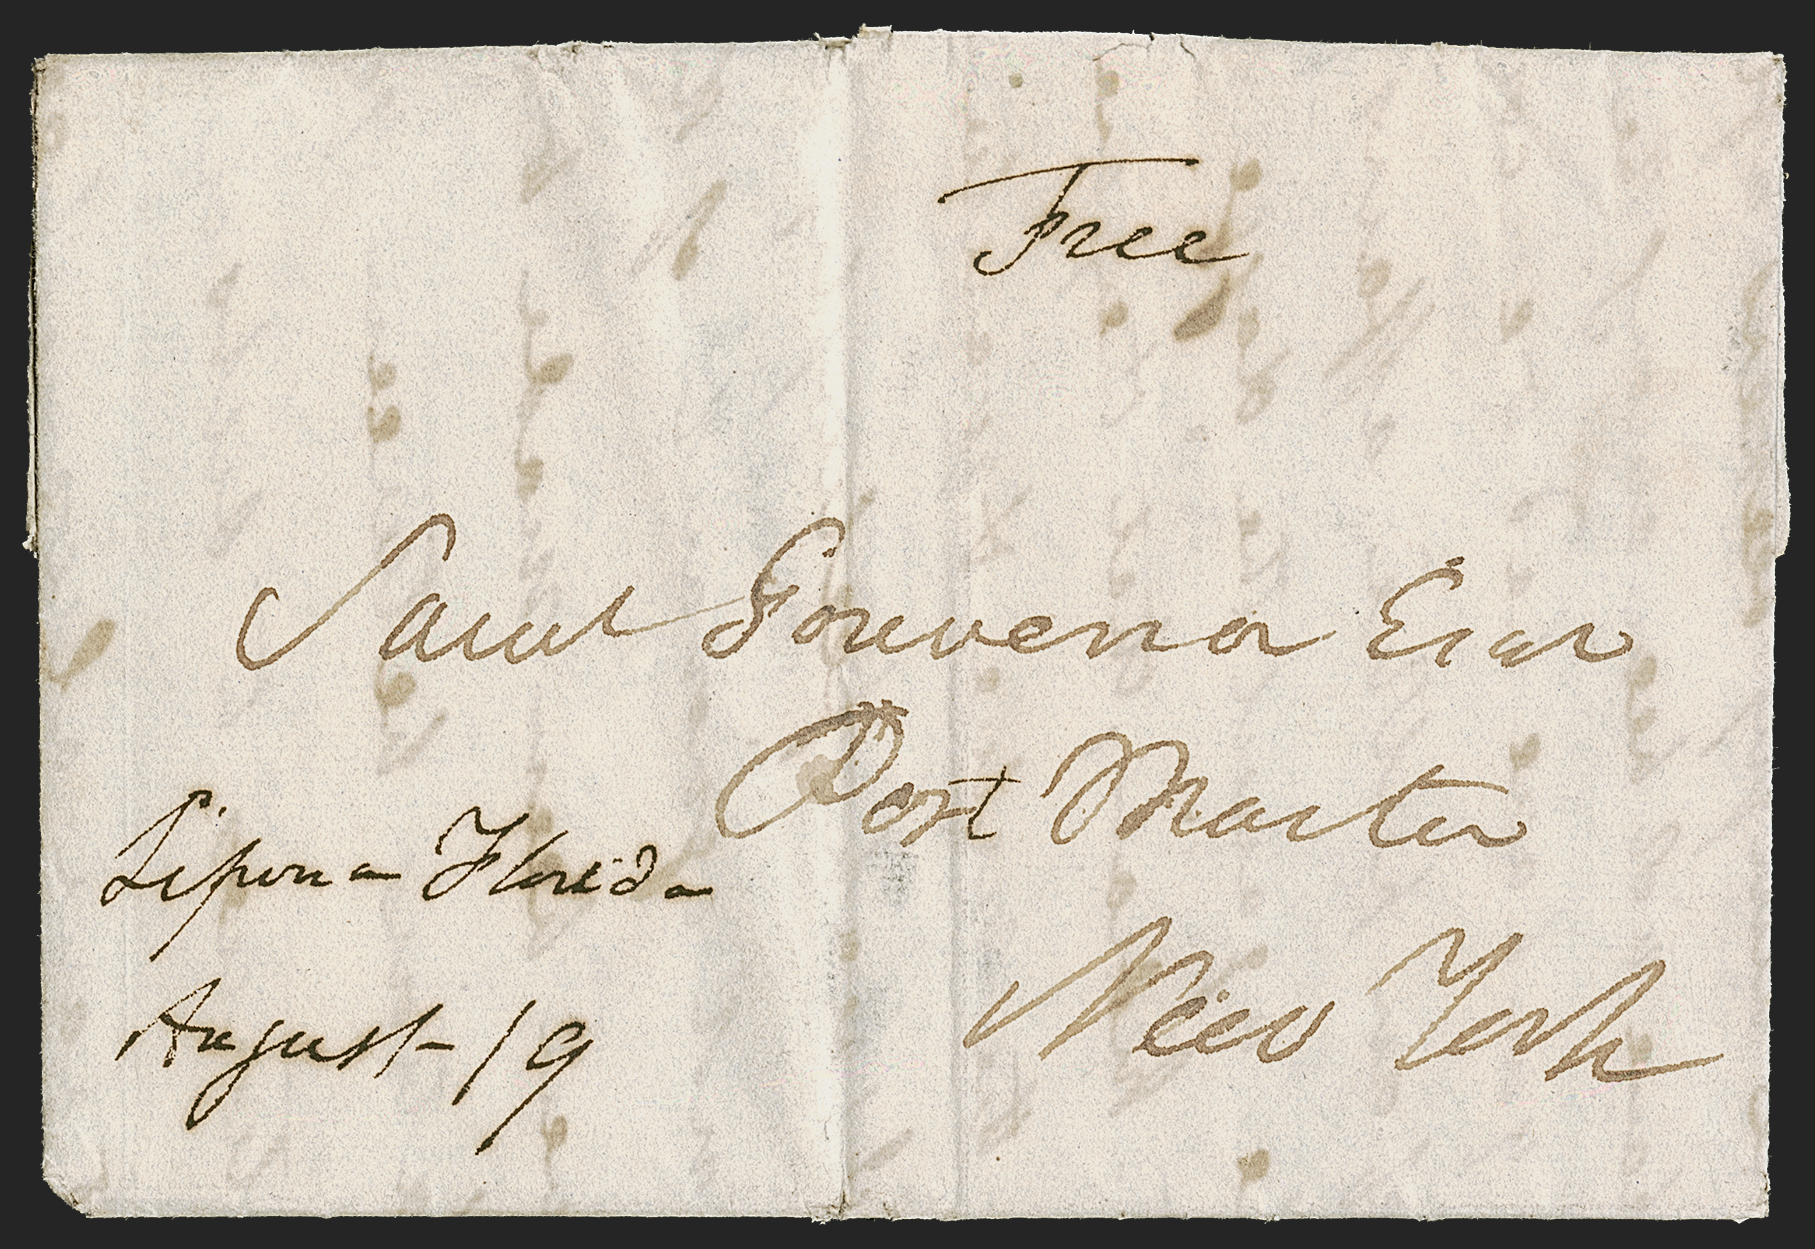 Free
Saml Gouverneur Esqr
Post Master
New York
Lipona Florida
August 19